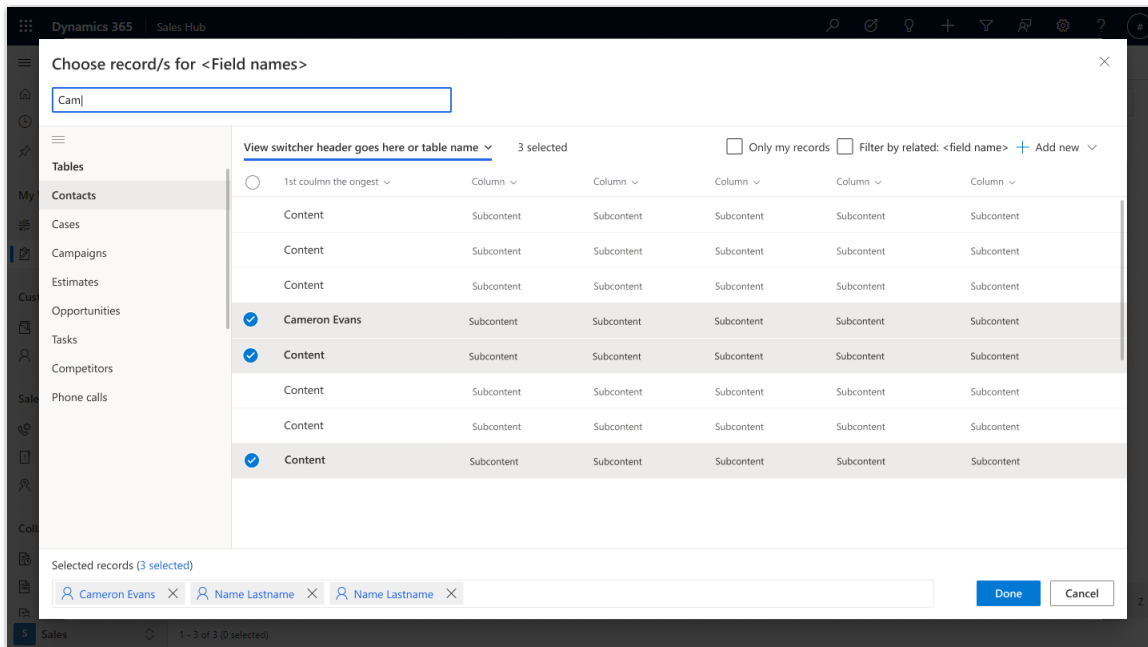 Dynamics 365 Sales Hub
Choose record/s for <Field names>
Cam
View switcher header goes here or table name 3 selected Only my records Filter by related: <field name> Add new
Tables
Contacts
Cases
Campaigns
Estimates
Opportunities
Tasks
Competitors
Phone calls
1st coulmn the ongest Column Column Column Column Column
Content Subcontent Subcontent Subcontent Subcontent Subcontent
Content Subcontent Subcontent Subcontent Subcontent Subcontent
Content Subcontent Subcontent Subcontent Subcontent Subcontent
Cameron Evans Subcontent Subcontent Subcontent Subcontent Subcontent
Content Subcontent Subcontent Subcontent Subcontent Subcontent
Content Subcontent Subcontent Subcontent Subcontent Subcontent
Content Subcontent Subcontent Subcontent Subcontent Subcontent
Content Subcontent Subcontent Subcontent Subcontent Subcontent
My
Cust
Sale
Coll
Selected records (3 selected)
Cameron Evans Name Lastname Name Lastname Done Cancel
S Sales 1 - 3 of 3 (0 selected)